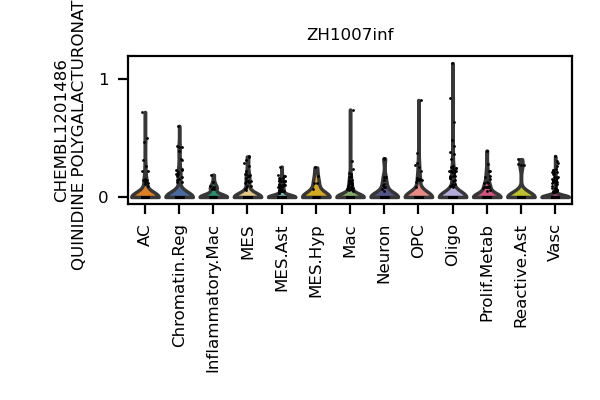 ZH1007inf
CHEMBL1201486
QUINIDINE POLYGALACTURONAT
1
0
AC
Chromatin.Reg
Inflammatory.Mac
MES
MES.Ast
MES.Hyp
Mac
Neuron
OPC
Oligo
Prolif.Metab
Reactive.Ast
Vasc